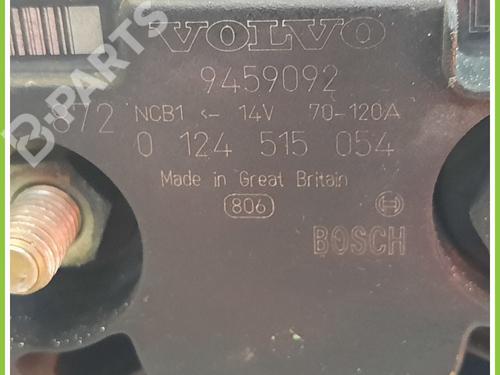 VOLVO
9459092
872 NCB1 <- 14V 70-120A
0 124 515 054
Made in Great Britain
806
BOSCH
B-PARTS